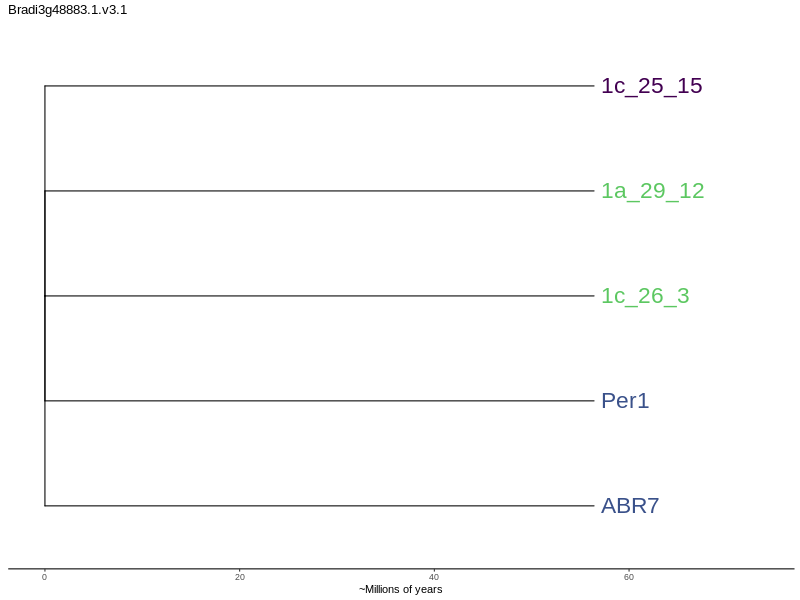 Bradi3g48883.1.v3.1
1c_25_15
1a_29_12
1c_26_3
Per1
ABR7
0 20 40 60
~Millions of years